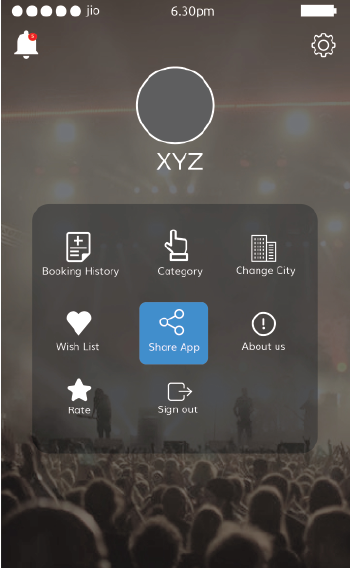 jio 6.30pm
XYZ
Booking History Category Change City
Wish List Share App About us
Rate Sign out